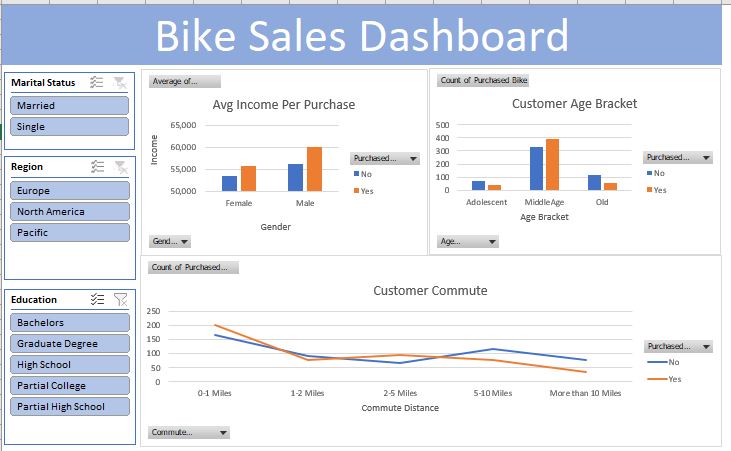 Bike Sales Dashboard
Marital Status
Married
Single
Region
Europe
North America
Pacific
Education
Bachelors
Graduate Degree
High School
Partial College
Partial High School
Average of...
Avg Income Per Purchase
65,000
60,000
55,000
50,000
Income
Female
Male
Gender
Purchased...
No
Yes
Gend...
Count of Purchased Bike
Customer Age Bracket
500
400
300
200
100
0
Adolescent
MiddleAge
Old
Age Bracket
Purchased...
No
Yes
Age...
Count of Purchased...
Customer Commute
250
200
150
100
50
0
0-1 Miles
1-2 Miles
2-5 Miles
5-10 Miles
More than 10 Miles
Commute Distance
Purchased...
No
Yes
Commute...